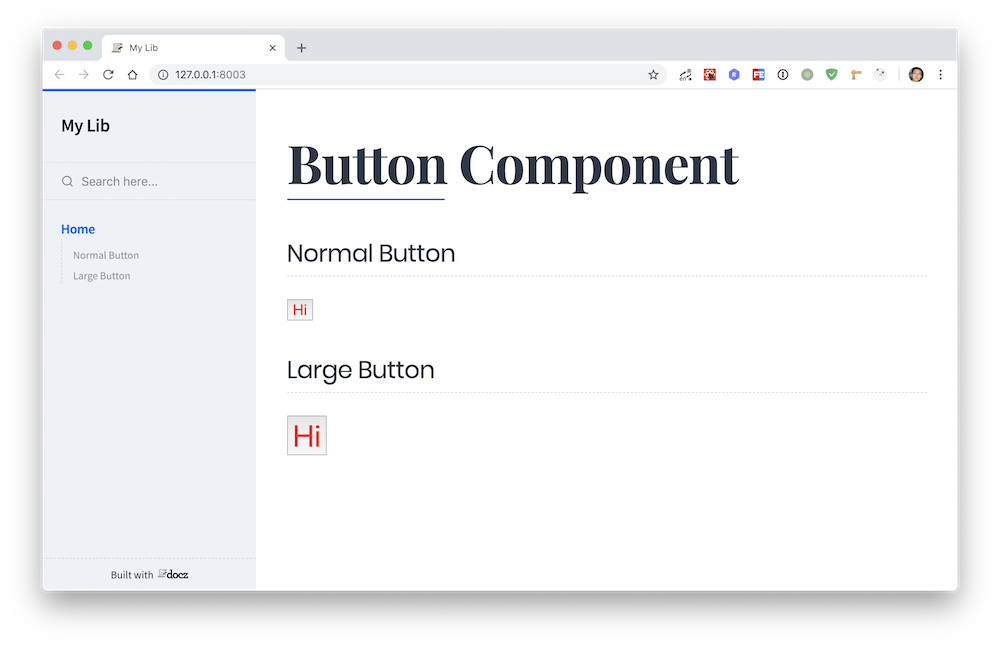 My Lib
127.0.0.1:8003
My Lib
Search here...
Home
Normal Button
Large Button
Built with docz
Button Component
Normal Button
Hi
Large Button
Hi